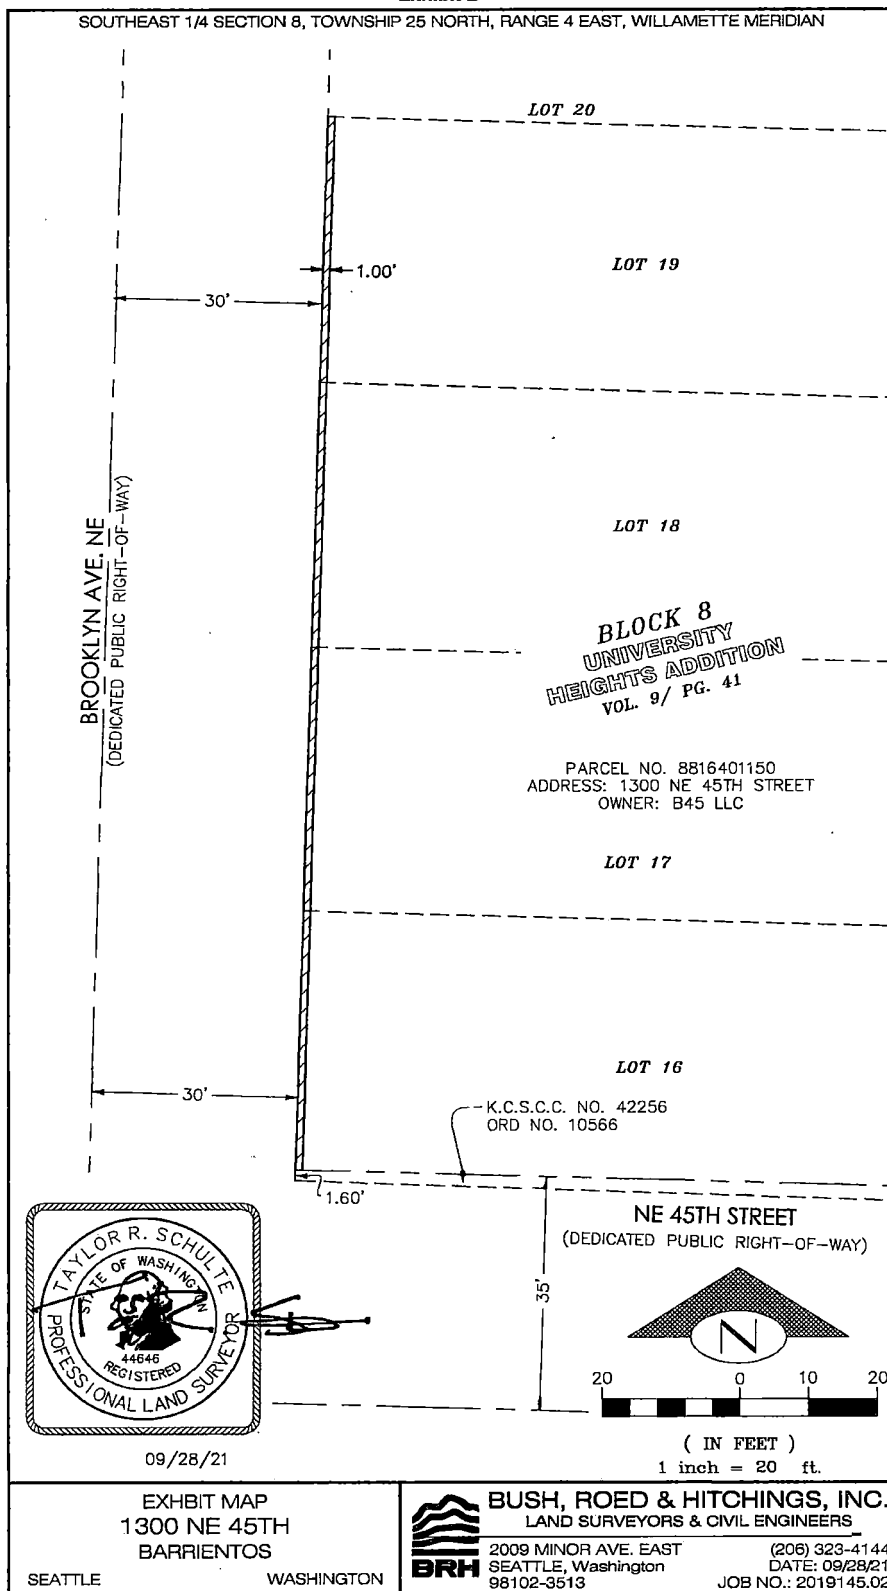 SOUTHEAST 1/4 SECTION 8, TOWNSHIP 25 NORTH, RANGE 4 EAST, WILLAMETTE MERIDIAN
LOT 20
LOT 19
1.00'
30'
BROOKLYN AVE. NE
(DEDICATED PUBLIC RIGHT-OF-WAY)
LOT 18
BLOCK 8
UNIVERSITY
HEIGHTS ADDITION
VOL. 9/ PG. 41
PARCEL NO. 8816401150
ADDRESS: 1300 NE 45TH STREET
OWNER: B45 LLC
LOT 17
LOT 16
30'
K.C.S.C.C. NO. 42256
ORD NO. 10566
1.60'
NE 45TH STREET
(DEDICATED PUBLIC RIGHT-OF-WAY)
35'
TAYLOR R. SCHULTE
STATE OF WASHINGTON
44646
REGISTERED
PROFESSIONAL LAND SURVEYOR
09/28/21
N
20 0 10 20
( IN FEET )
1 inch = 20 ft.
EXHBIT MAP
1300 NE 45TH
BARRIENTOS
SEATTLE WASHINGTON
BRH
BUSH, ROED & HITCHINGS, INC.
LAND SURVEYORS & CIVIL ENGINEERS
2009 MINOR AVE. EAST (206) 323-4144
SEATTLE, Washington DATE: 09/28/21
98102-3513 JOB NO.: 2019145.02